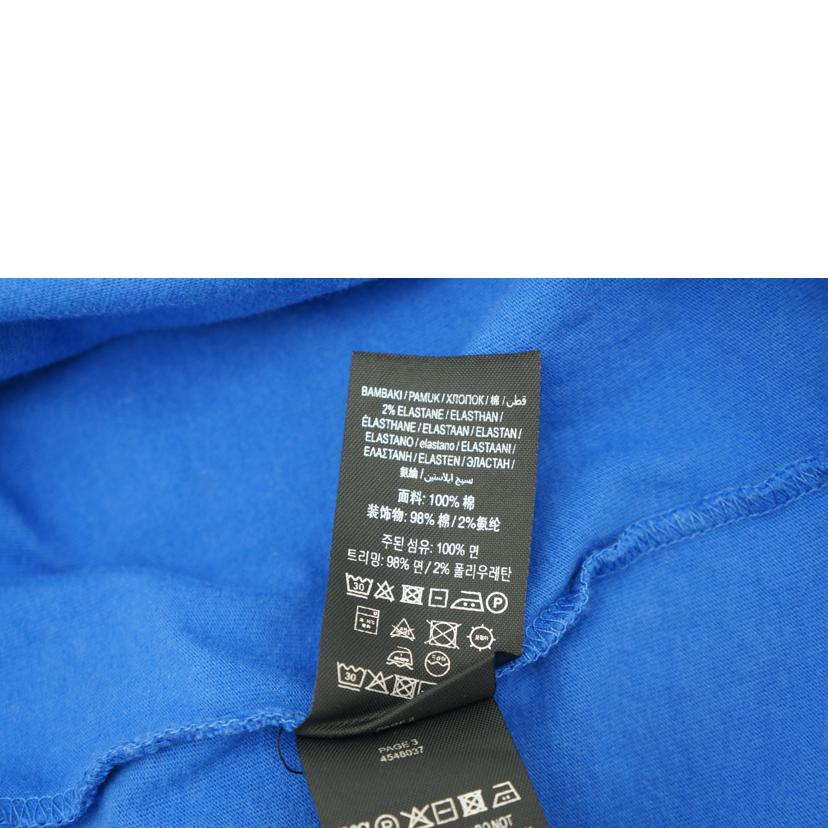 BAMBAKI / PAMUK / ХЛОПОК / 棉 / قطن /
2% ELASTANE / ELASTHAN /
ÉLASTHANE / ELASTAAN / ELASTAN /
ELASTANO / elastano / ELASTAANI /
ΕΛΑΣΤΑΝΗ / ELASTEN / ЭЛАСТАН /
氨綸 / نسيج ايلاستين /
面料: 100% 棉
装饰物: 98% 棉 / 2%氨纶
주된 섬유: 100% 면
트리밍: 98% 면 / 2% 폴리우레탄
30
P
30
PAGE 3
4548037
DO NOT